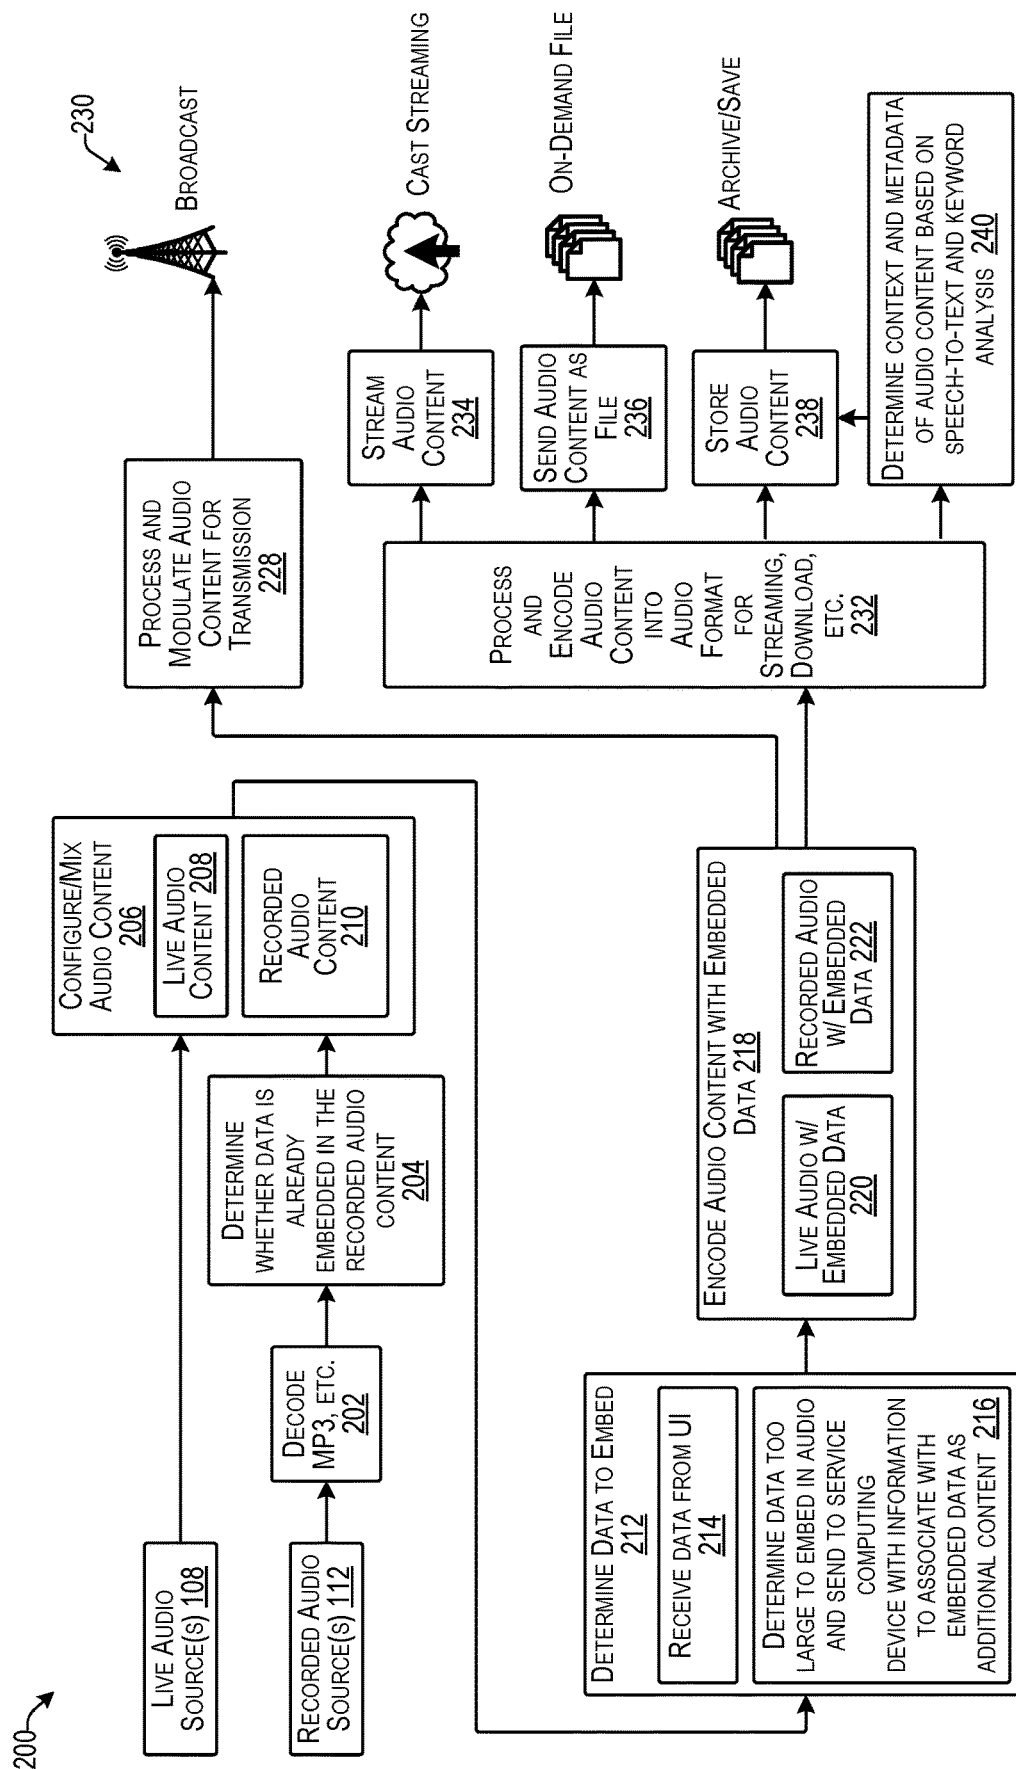 200
LIVE AUDIO
SOURCE(S) 108
RECORDED AUDIO
SOURCE(S) 112
DECODE
MP3, ETC.
202
DETERMINE
WHETHER DATA IS
ALREADY
EMBEDDED IN THE
RECORDED AUDIO
CONTENT
204
CONFIGURE/MIX
AUDIO CONTENT
206
LIVE AUDIO
CONTENT 208
RECORDED
AUDIO
CONTENT
210
DETERMINE DATA TO EMBED
212
RECEIVE DATA FROM UI
214
DETERMINE DATA TOO
LARGE TO EMBED IN AUDIO
AND SEND TO SERVICE
COMPUTING
DEVICE WITH INFORMATION
TO ASSOCIATE WITH
EMBEDDED DATA AS
ADDITIONAL CONTENT 216
ENCODE AUDIO CONTENT WITH EMBEDDED
DATA 218
LIVE AUDIO W/
EMBEDDED DATA
220
RECORDED AUDIO
W/ EMBEDDED
DATA 222
PROCESS AND
MODULATE AUDIO
CONTENT FOR
TRANSMISSION
228
230
BROADCAST
PROCESS
AND
ENCODE
AUDIO
CONTENT
INTO
AUDIO
FORMAT
FOR
STREAMING,
DOWNLOAD,
ETC.
232
STREAM
AUDIO
CONTENT
234
CAST STREAMING
SEND AUDIO
CONTENT AS
FILE
236
ON-DEMAND FILE
STORE
AUDIO
CONTENT
238
ARCHIVE/SAVE
DETERMINE CONTEXT AND METADATA
OF AUDIO CONTENT BASED ON
SPEECH-TO-TEXT AND KEYWORD
ANALYSIS 240